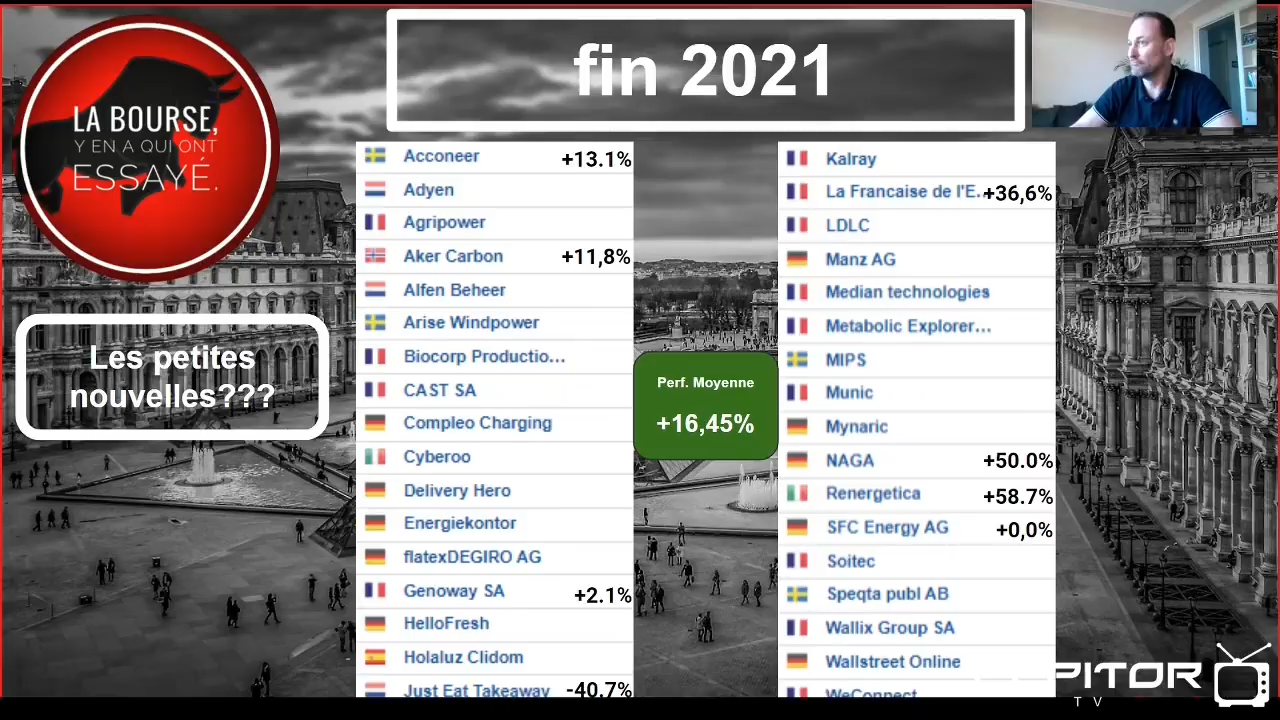 fin 2021
LA BOURSE,
Y EN A QUI ONT
ESSAYÉ.
Les petites
nouvelles???
Acconeer +13.1%
Adyen
Agripower
Aker Carbon +11,8%
Alfen Beheer
Arise Windpower
Biocorp Productio...
CAST SA
Compleo Charging
Cyberoo
Delivery Hero
Energiekontor
flatexDEGIRO AG
Genoway SA +2.1%
HelloFresh
Holaluz Clidom
Just Eat Takeaway -40.7%
Perf. Moyenne
+16,45%
Kalray
La Francaise de l'E... +36,6%
LDLC
Manz AG
Median technologies
Metabolic Explorer...
MIPS
Munic
Mynaric
NAGA +50.0%
Renergetica +58.7%
SFC Energy AG +0,0%
Soitec
Speqta publ AB
Wallix Group SA
Wallstreet Online
WeConnect
PITOR
TV